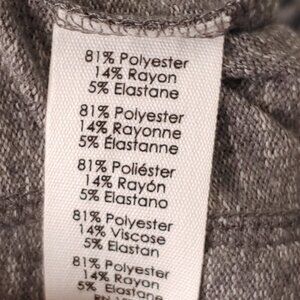 81% Polyester
14% Rayon
5% Elastane
81% Polyester
14% Rayonne
5% Élastanne
81% Poliéster
14% Rayón
5% Elastano
81% Polyester
14% Viscose
5% Elastan
81% Polyester
14% Rayon
5% Elastane